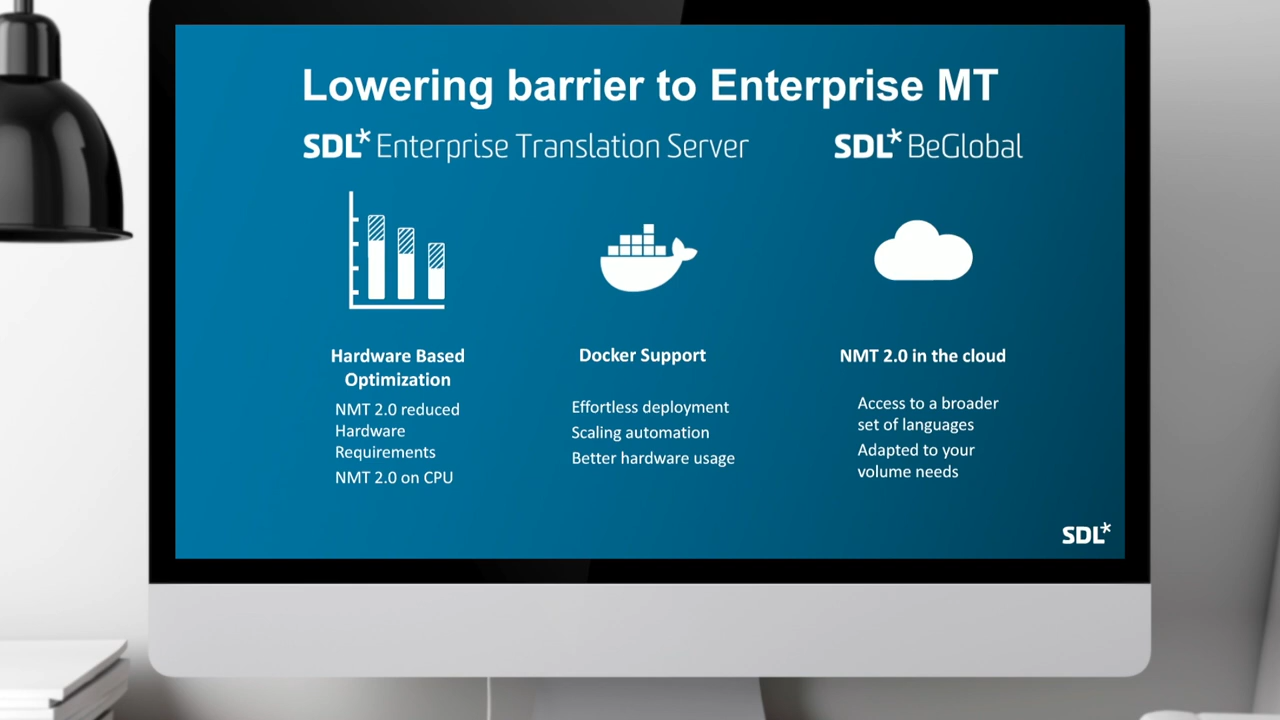 Lowering barrier to Enterprise MT
SDL* Enterprise Translation Server
SDL* BeGlobal
Hardware Based
Optimization
NMT 2.0 reduced
Hardware
Requirements
NMT 2.0 on CPU
Docker Support
Effortless deployment
Scaling automation
Better hardware usage
NMT 2.0 in the cloud
Access to a broader
set of languages
Adapted to your
volume needs
SDL*